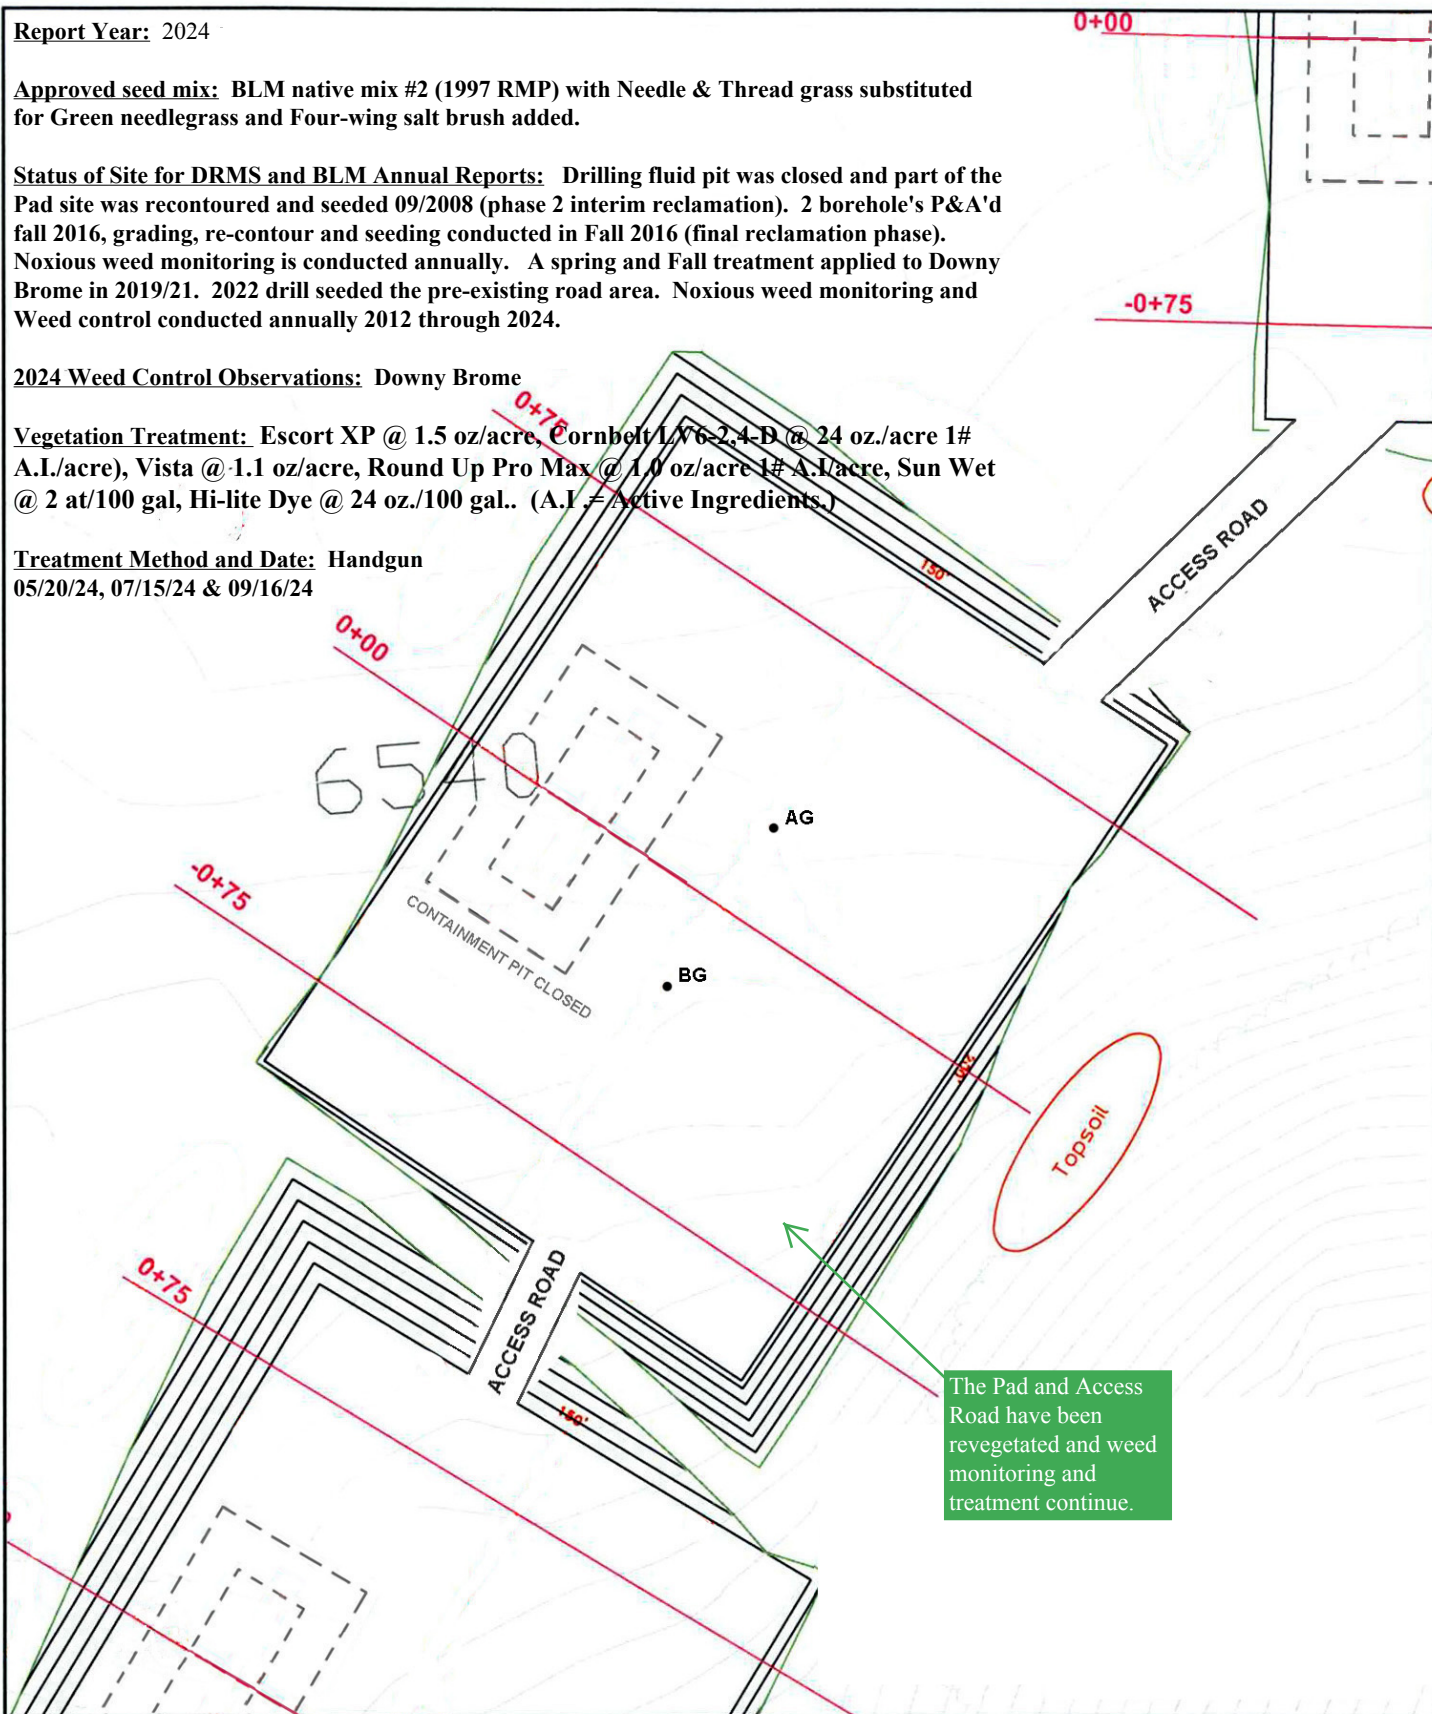 Report Year: 2024
Approved seed mix: BLM native mix #2 (1997 RMP) with Needle & Thread grass substituted
for Green needlegrass and Four-wing salt brush added.
Status of Site for DRMS and BLM Annual Reports: Drilling fluid pit was closed and part of the
Pad site was recontoured and seeded 09/2008 (phase 2 interim reclamation). 2 borehole's P&A'd
fall 2016, grading, re-contour and seeding conducted in Fall 2016 (final reclamation phase).
Noxious weed monitoring is conducted annually. A spring and Fall treatment applied to Downy
Brome in 2019/21. 2022 drill seeded the pre-existing road area. Noxious weed monitoring and
Weed control conducted annually 2012 through 2024.
2024 Weed Control Observations: Downy Brome
Vegetation Treatment: Escort XP @ 1.5 oz/acre, Cornbelt LV6-2,4-D @ 24 oz./acre 1#
A.I./acre), Vista @ 1.1 oz/acre, Round Up Pro Max @ 1.0 oz/acre 1# A.I/acre, Sun Wet
@ 2 at/100 gal, Hi-lite Dye @ 24 oz./100 gal.. (A.I .= Active Ingredients.)
Treatment Method and Date: Handgun
05/20/24, 07/15/24 & 09/16/24
0+00
-0+75
0+75
150'
ACCESS ROAD
0+00
6540
AG
-0+75
CONTAINMENT PIT CLOSED
BG
200'
Topsoil
0+75
ACCESS ROAD
150'
The Pad and Access
Road have been
revegetated and weed
monitoring and
treatment continue.